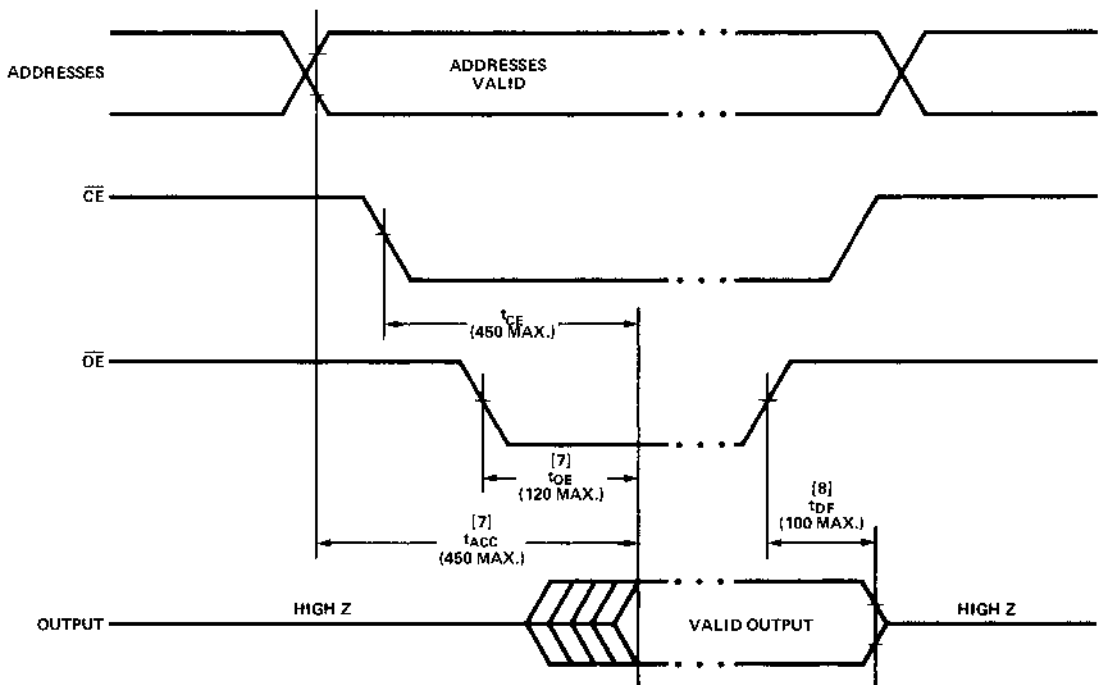 ADDRESSES
ADDRESSES
VALID
CE
tCE
(450 MAX.)
OE
[7]
tOE
(120 MAX.)
[8]
tDF
(100 MAX.)
[7]
tACC
(450 MAX.)
OUTPUT
HIGH Z
VALID OUTPUT
HIGH Z